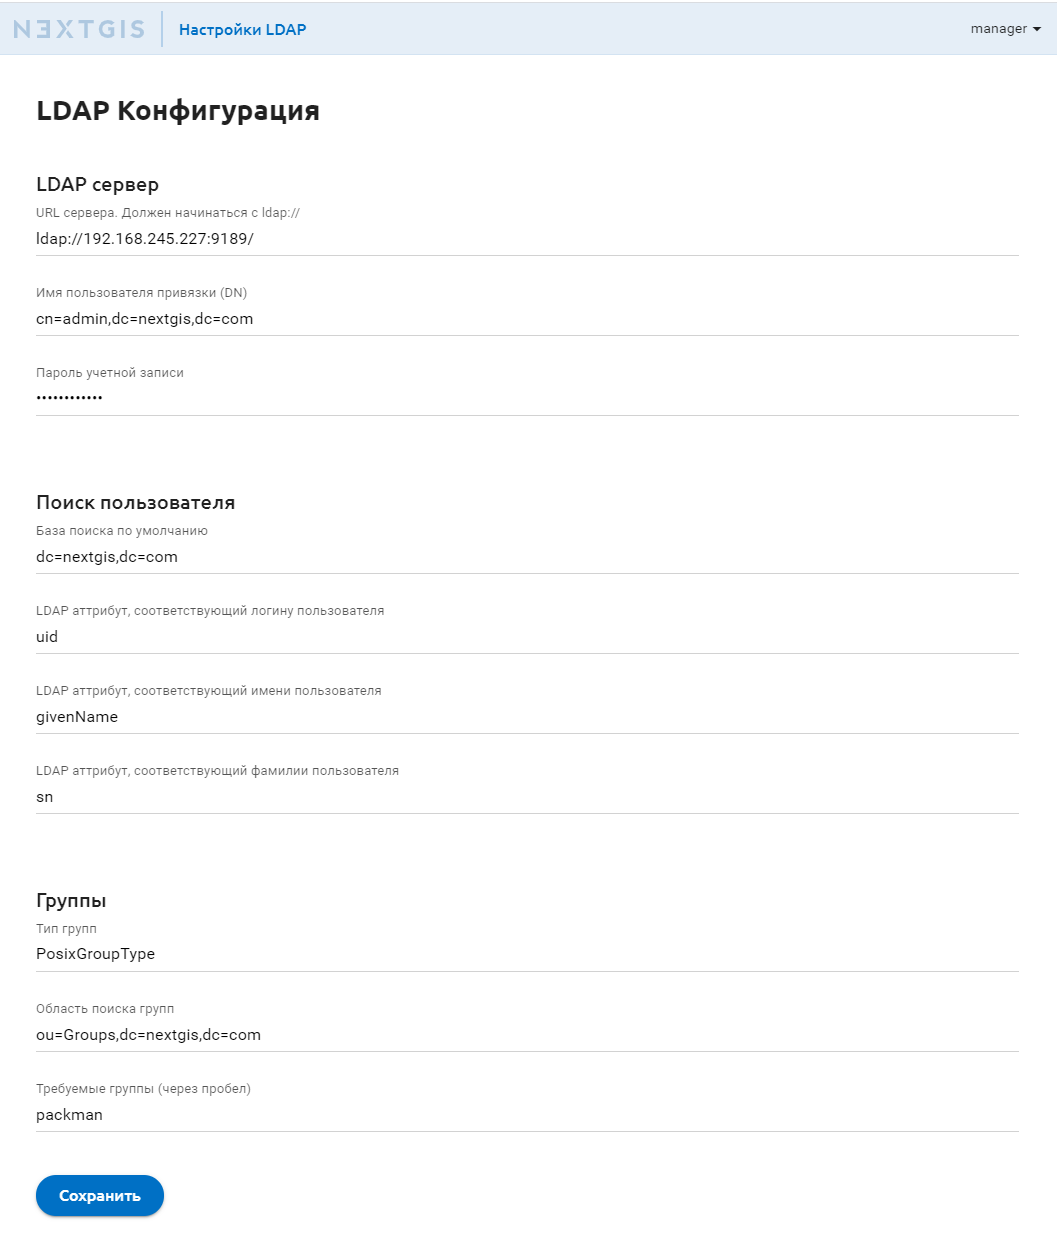 NEXTGIS
Настройки LDAP
manager
LDAP Конфигурация
LDAP сервер
URL сервера. Должен начинаться с ldap://
ldap://192.168.245.227:9189/
Имя пользователя привязки (DN)
cn=admin,dc=nextgis,dc=com
Пароль учетной записи
••••••••••••
Поиск пользователя
База поиска по умолчанию
dc=nextgis,dc=com
LDAP аттрибут, соответствующий логину пользователя
uid
LDAP аттрибут, соответствующий имени пользователя
givenName
LDAP аттрибут, соответствующий фамилии пользователя
sn
Группы
Тип групп
PosixGroupType
Область поиска групп
ou=Groups,dc=nextgis,dc=com
Требуемые группы (через пробел)
packman
Сохранить